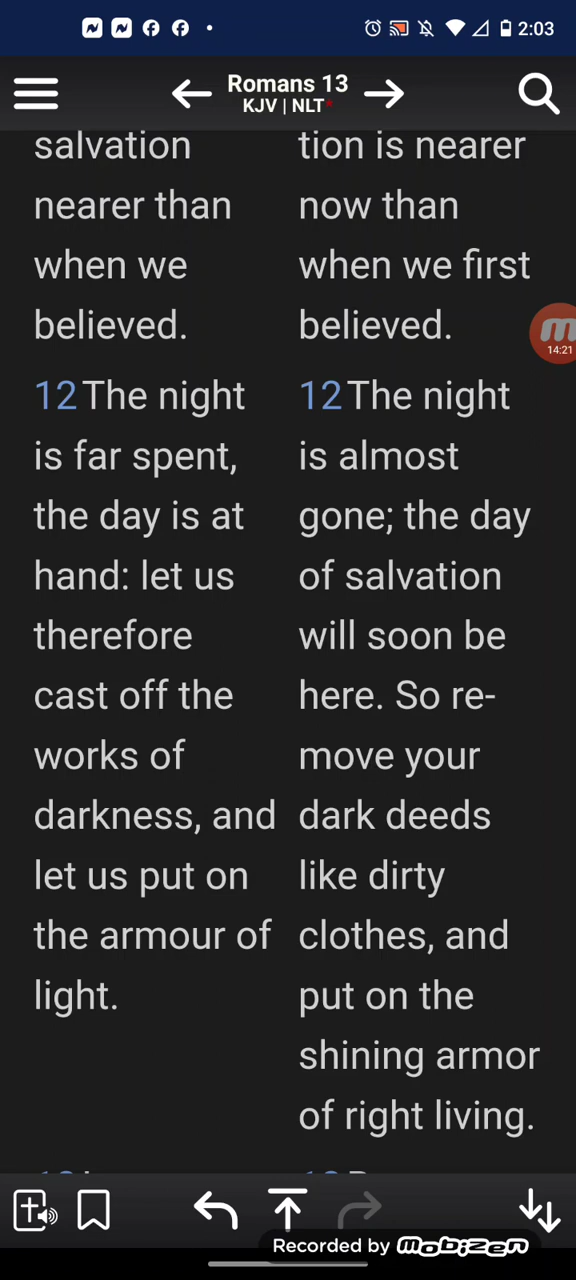 2:03
Romans 13
KJV | NLT*
salvation
nearer than
when we
believed.
12 The night
is far spent,
the day is at
hand: let us
therefore
cast off the
works of
darkness, and
let us put on
the armour of
light.
tion is nearer
now than
when we first
believed.
12 The night
is almost
gone; the day
of salvation
will soon be
here. So re-
move your
dark deeds
like dirty
clothes, and
put on the
shining armor
of right living.
m
14:21
Recorded by mobizen